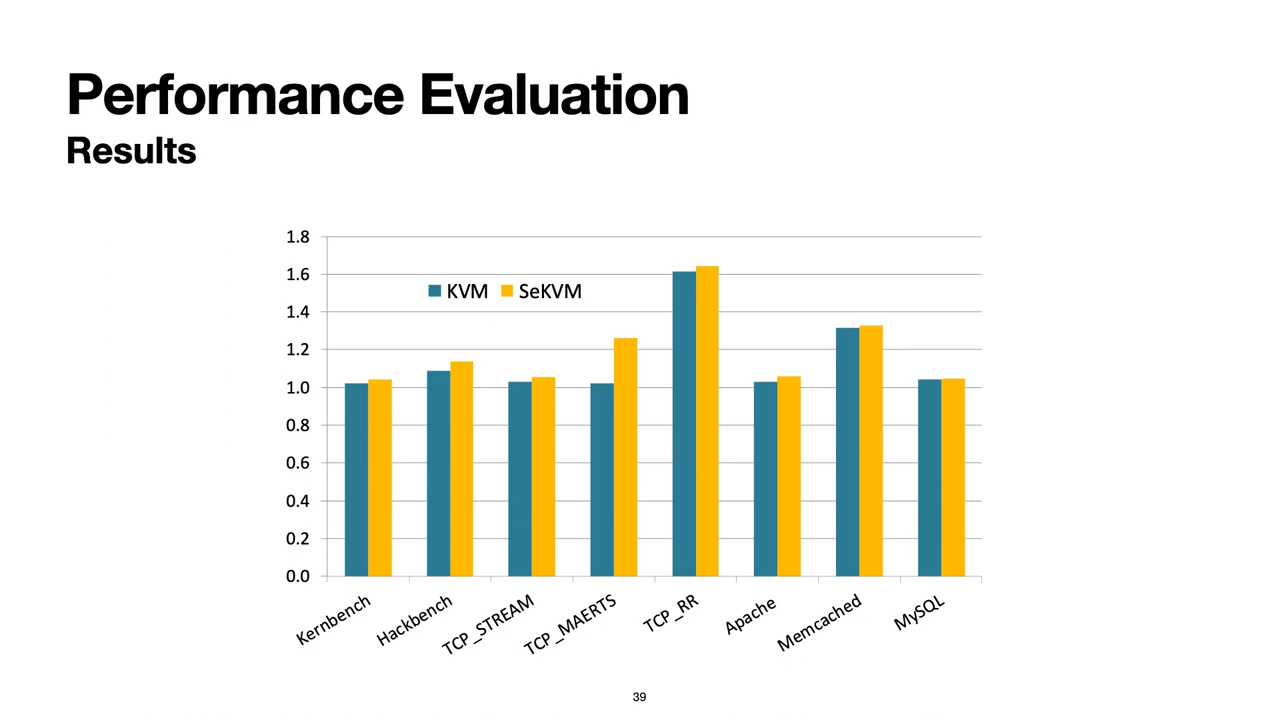 Performance Evaluation
Results
1.8
1.6
1.4
1.2
1.0
0.8
0.6
0.4
0.2
0.0
KVM SeKVM
Kernbench
Hackbench
TCP_STREAM
TCP_MAERTS
TCP_RR
Apache
Memcached
MySQL
39